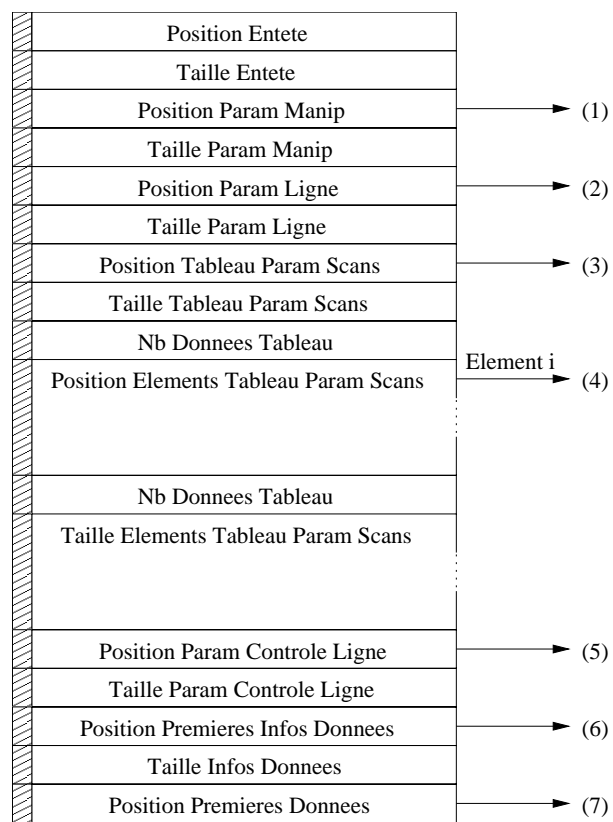 Position Entete
Taille Entete
Position Param Manip (1)
Taille Param Manip
Position Param Ligne (2)
Taille Param Ligne
Position Tableau Param Scans (3)
Taille Tableau Param Scans
Nb Donnees Tableau
Element i
Position Elements Tableau Param Scans (4)
Nb Donnees Tableau
Taille Elements Tableau Param Scans
Position Param Controle Ligne (5)
Taille Param Controle Ligne
Position Premieres Infos Donnees (6)
Taille Infos Donnees
Position Premieres Donnees (7)